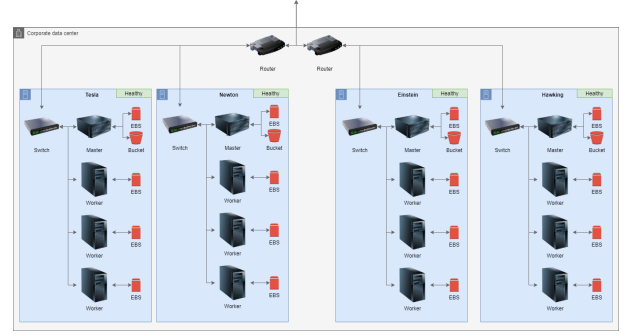 Corporate data center
Router
Router
Tesla
Healthy
Newton
Healthy
Einstein
Healthy
Hawking
Healthy
EBS
EBS
EBS
EBS
Switch
Master
Bucket
Switch
Master
Bucket
Switch
Master
Bucket
Switch
Master
Bucket
EBS
EBS
EBS
EBS
Worker
Worker
Worker
Worker
EBS
EBS
EBS
EBS
Worker
Worker
Worker
Worker
EBS
EBS
EBS
EBS
Worker
Worker
Worker
Worker